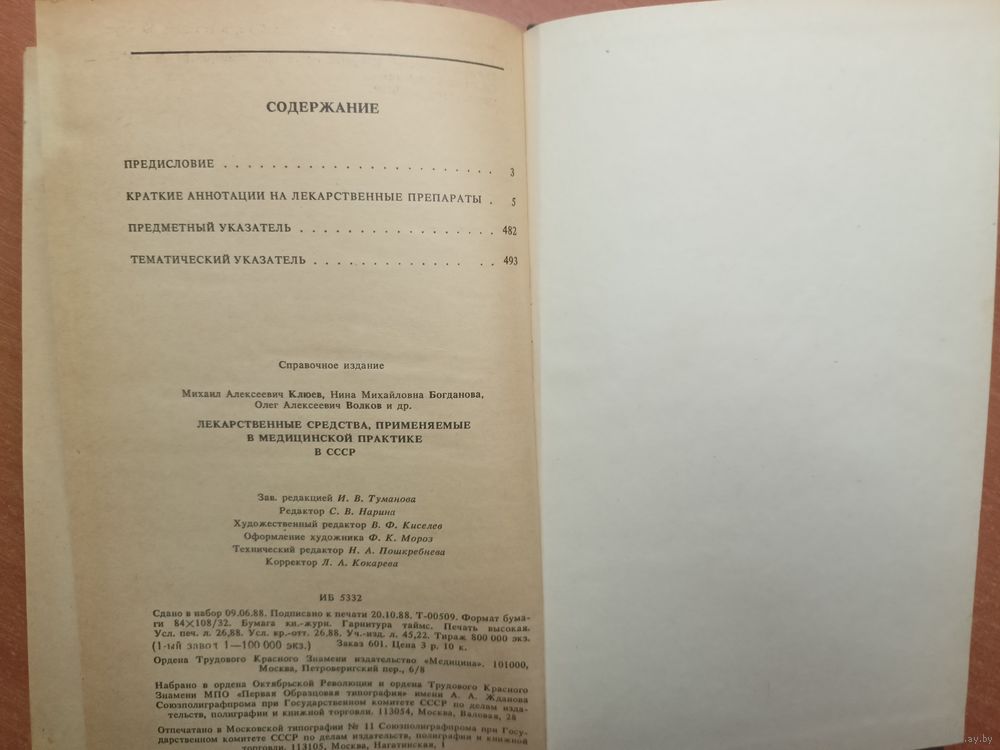 СОДЕРЖАНИЕ
ПРЕДИСЛОВИЕ . . . . . . . . . . . . . . . . . . . . . . . 3
КРАТКИЕ АННОТАЦИИ НА ЛЕКАРСТВЕННЫЕ ПРЕПАРАТЫ . 5
ПРЕДМЕТНЫЙ УКАЗАТЕЛЬ . . . . . . . . . . . . . . . . . 482
ТЕМАТИЧЕСКИЙ УКАЗАТЕЛЬ . . . . . . . . . . . . . . . 493
Справочное издание
Михаил Алексеевич Клюев, Нина Михайловна Богданова,
Олег Алексеевич Волков и др.
ЛЕКАРСТВЕННЫЕ СРЕДСТВА, ПРИМЕНЯЕМЫЕ
В МЕДИЦИНСКОЙ ПРАКТИКЕ
В СССР
Зав. редакцией И. В. Туманова
Редактор С. В. Нарина
Художественный редактор В. Ф. Киселев
Оформление художника Ф. К. Мороз
Технический редактор Н. А. Пошкребнева
Корректор Л. А. Кокарева
ИБ 5332
Сдано в набор 09.06.88. Подписано к печати 20.10.88. Т-00509. Формат бума-
ги 84×108/32. Бумага кн.-журн. Гарнитура таймс. Печать высокая.
Усл. печ. л. 26,88. Усл. кр.-отт. 26,88. Уч.-изд. л. 45,22. Тираж 800 000 экз.
(1-ый завод 1—100 000 экз.) Заказ 601. Цена 3 р. 10 к.
Ордена Трудового Красного Знамени издательство «Медицина». 101000,
Москва, Петроверигский пер., 6/8
Набрано в ордена Октябрьской Революции и ордена Трудового Красного
Знамени МПО «Первая Образцовая типография» имени А. А. Жданова
Союзполиграфпрома при Государственном комитете СССР по делам изда-
тельств, полиграфии и книжной торговли. 113054, Москва, Валовая, 28
Отпечатано в Московской типографии № 11 Союзполиграфпрома при Госу-
дарственном комитете СССР по делам издательств, полиграфии и книжной
торговли. 113105, Москва, Нагатинская, 1
.ay.by